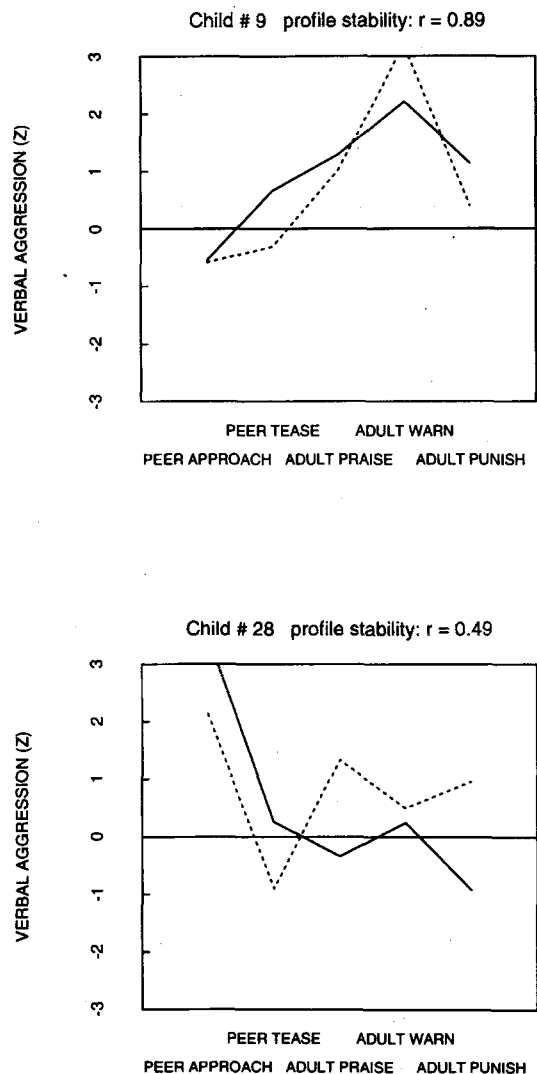 Child # 9 profile stability: r = 0.89
VERBAL AGGRESSION (Z)
3
2
1
0
-1
-2
-3
PEER TEASE ADULT WARN
PEER APPROACH ADULT PRAISE ADULT PUNISH
Child # 28 profile stability: r = 0.49
VERBAL AGGRESSION (Z)
3
2
1
0
-1
-2
-3
PEER TEASE ADULT WARN
PEER APPROACH ADULT PRAISE ADULT PUNISH